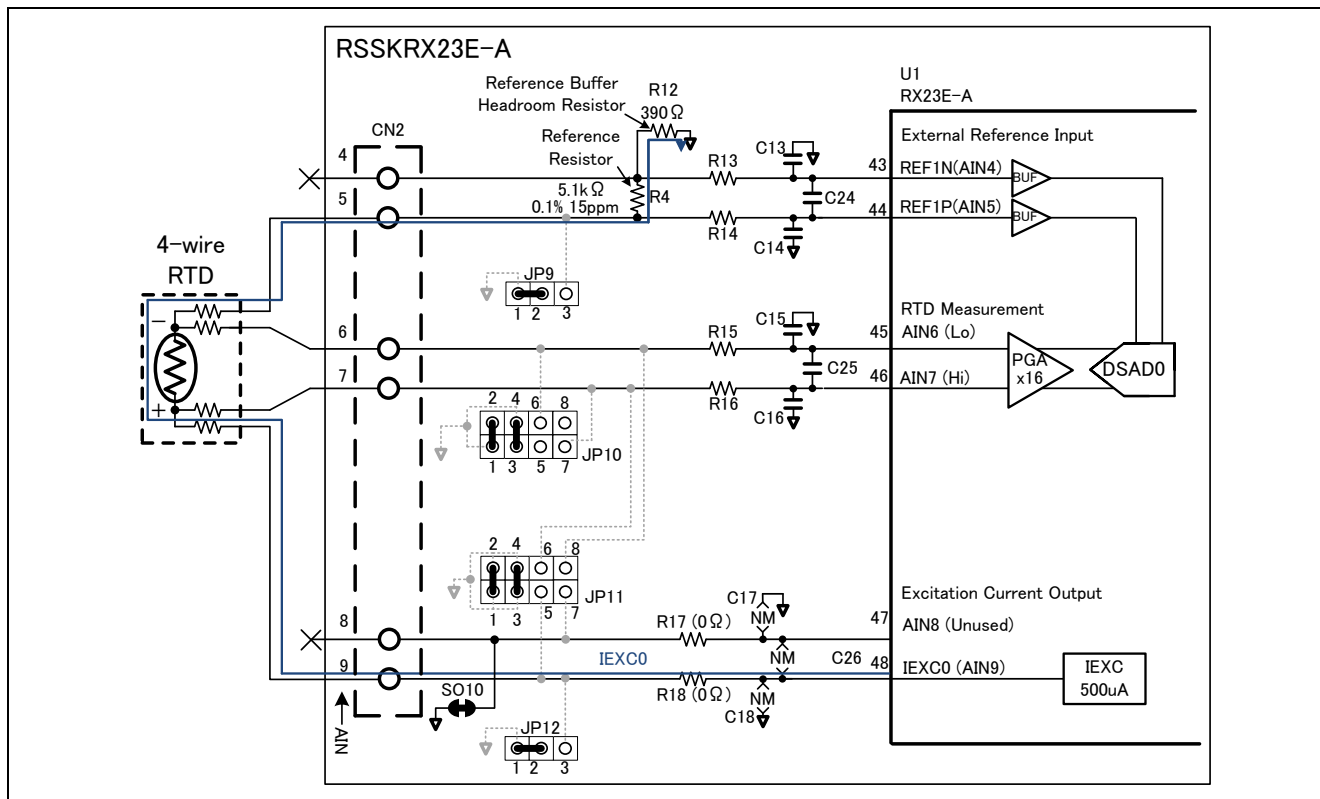 RSSKRX23E-A
Reference Buffer
Headroom Resistor
R12
390Ω
U1
RX23E-A
CN2
Reference
Resistor
C13
External Reference Input
4
R13
43
REF1N(AIN4)
BUF
5
5.1kΩ
0.1% 15ppm
R4
C24
44
REF1P(AIN5)
BUF
R14
C14
4-wire
RTD
JP9
1 2 3
−
6
R15
C15
RTD Measurement
45
AIN6 (Lo)
C25
PGA
x16
DSAD0
7
46
AIN7 (Hi)
R16
C16
+
2 4 6 8
JP10
1 3 5 7
2 4 6 8
JP11
1 3 5 7
Excitation Current Output
8
R17 (0Ω)
C17
NM
47
AIN8 (Unused)
9
IEXC0
NM
C26
48
IEXC0 (AIN9)
IEXC
500uA
SO10
R18 (0Ω)
NM
C18
AIN
JP12
1 2 3